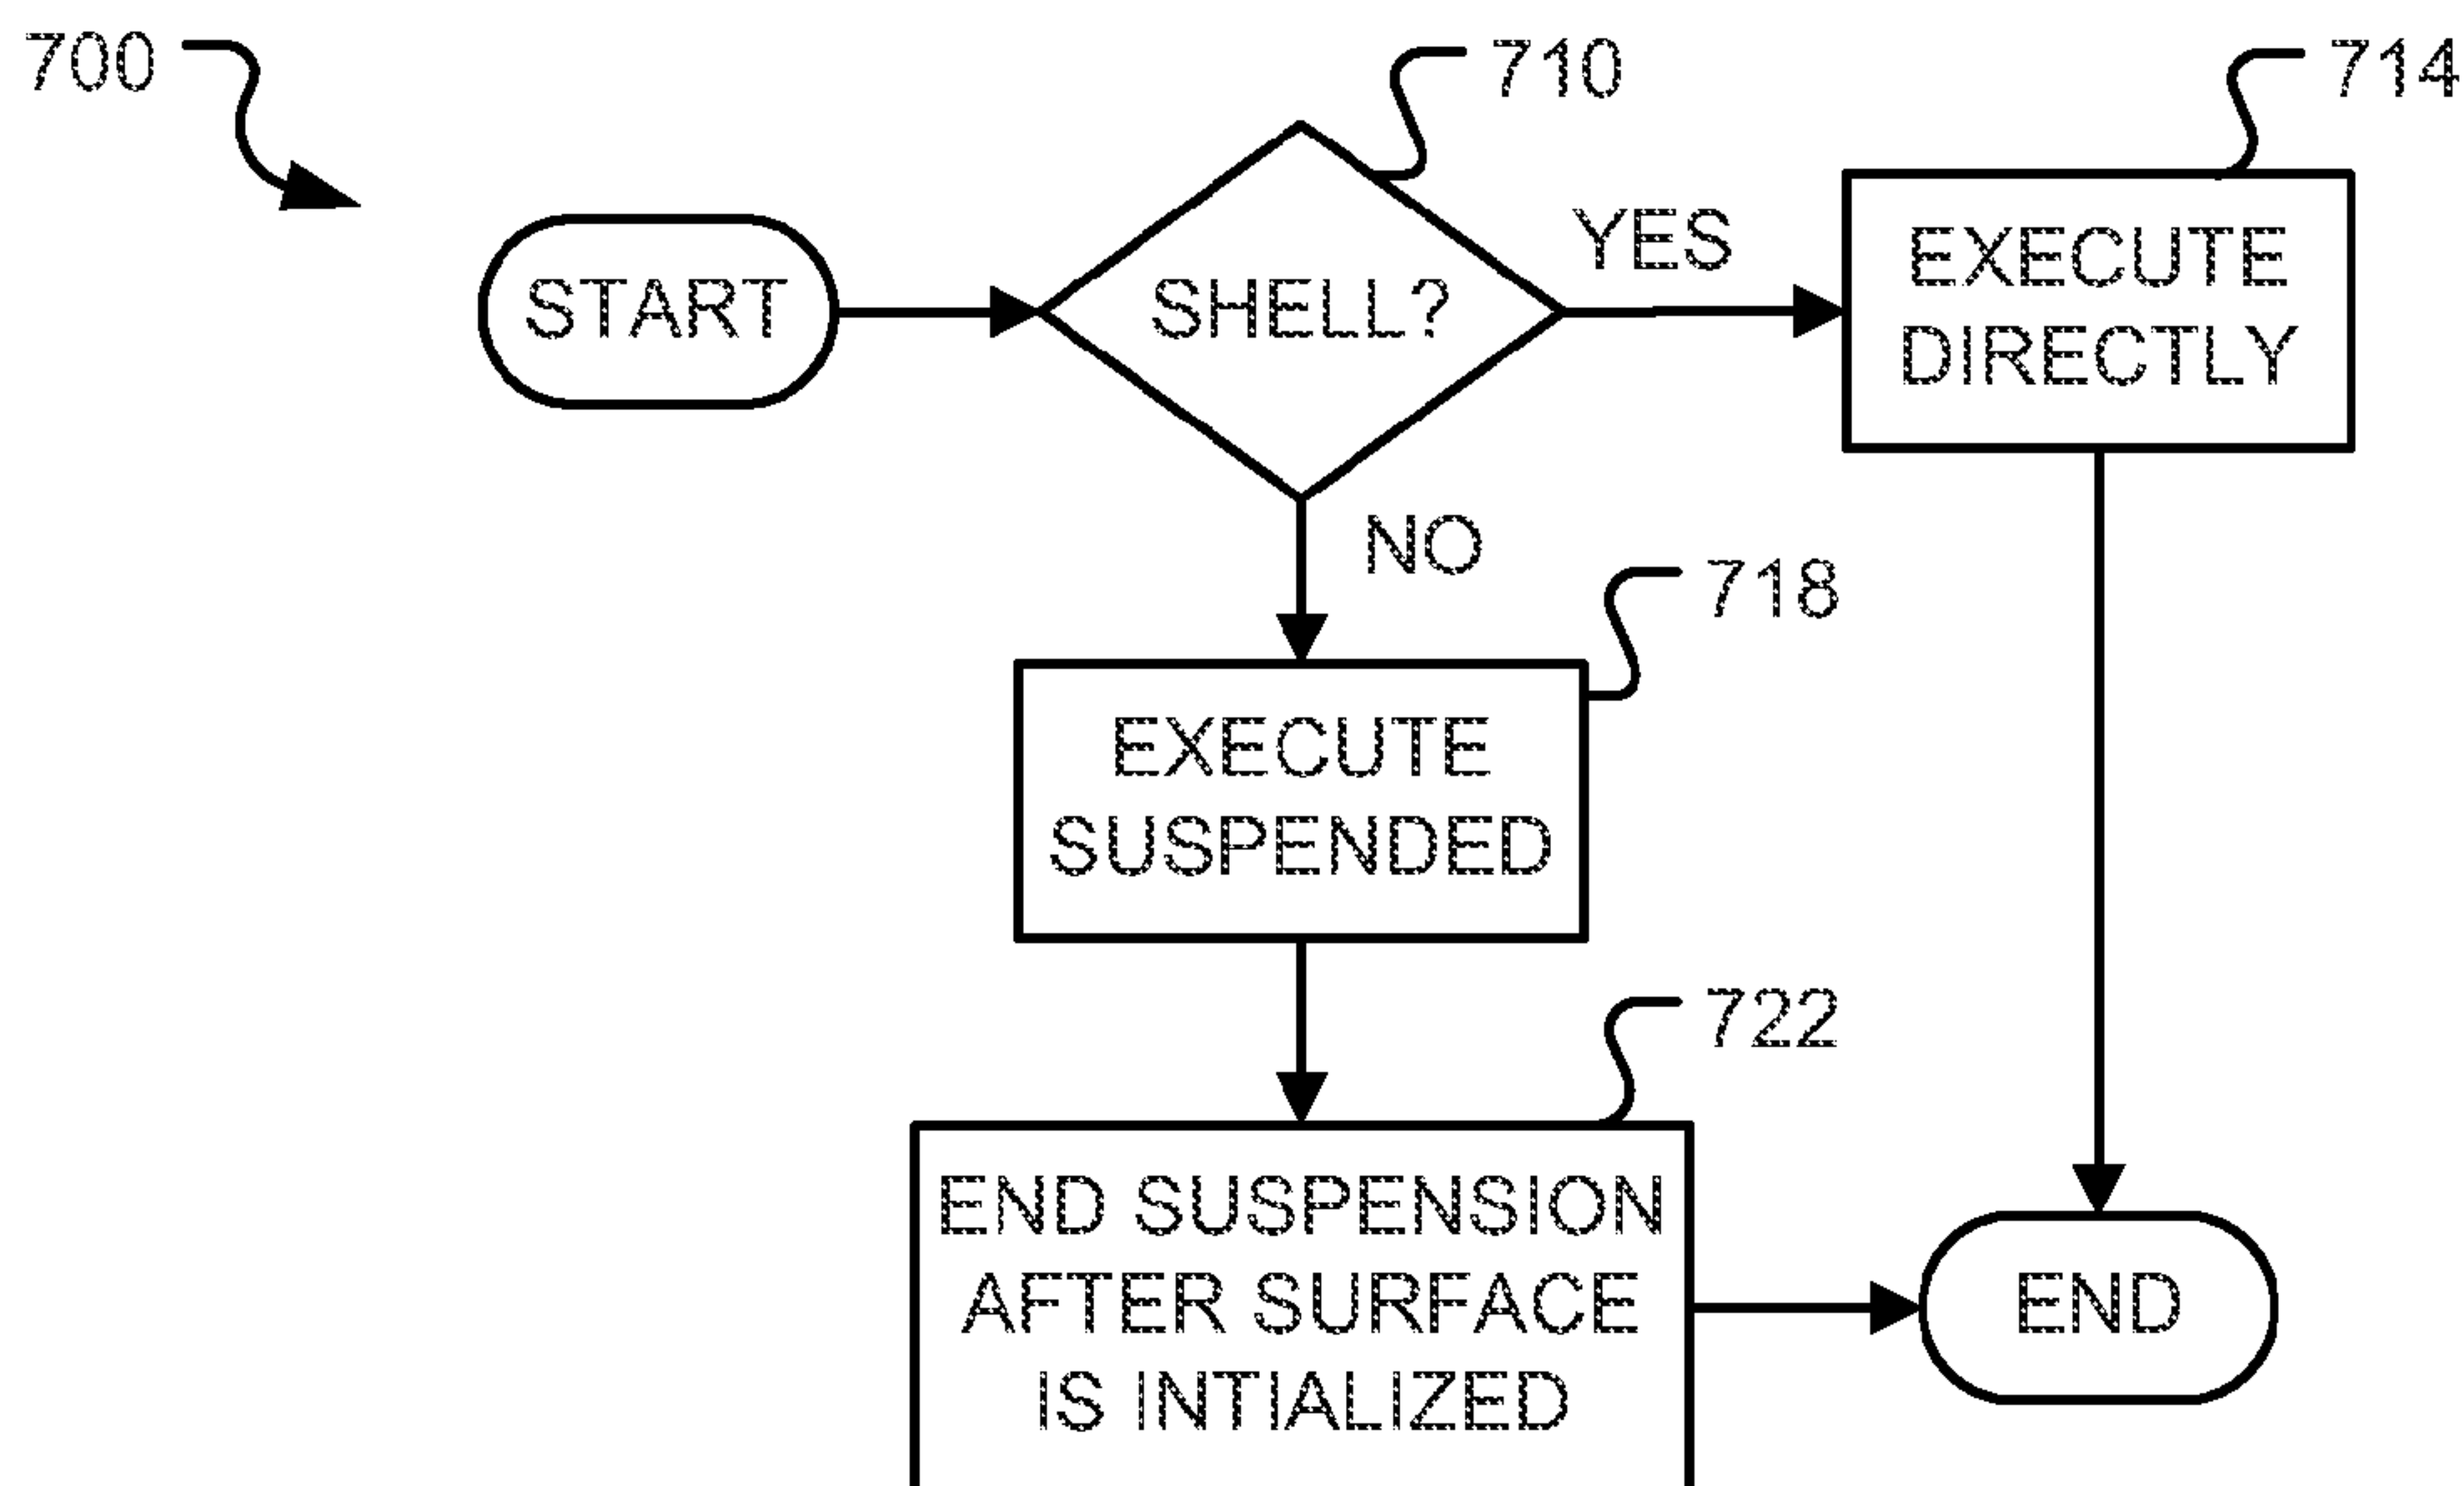 700
710
714
START
SHELL?
YES
EXECUTE
DIRECTLY
NO
718
EXECUTE
SUSPENDED
722
END SUSPENSION
AFTER SURFACE
IS INTIALIZED
END